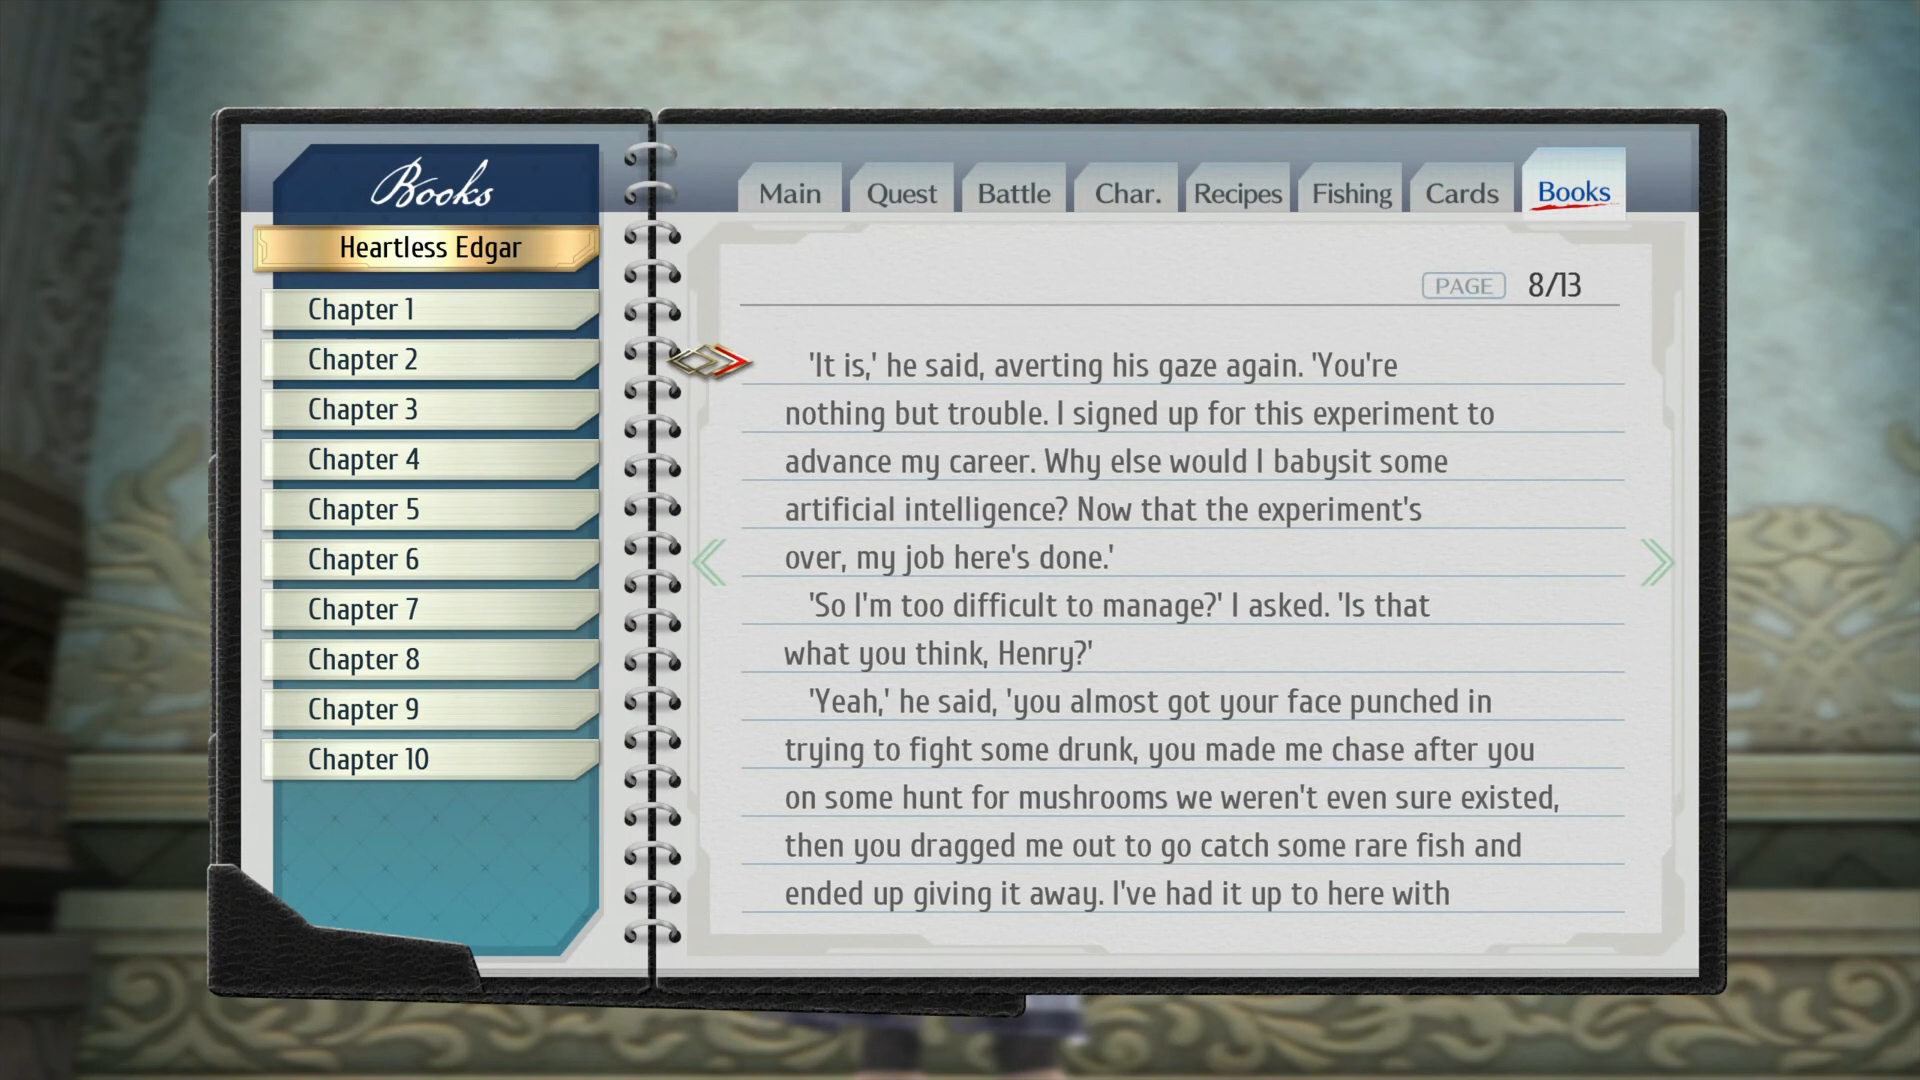 Books
Heartless Edgar
Chapter 1
Chapter 2
Chapter 3
Chapter 4
Chapter 5
Chapter 6
Chapter 7
Chapter 8
Chapter 9
Chapter 10
Main Quest Battle Char. Recipes Fishing Cards Books
PAGE 8/13
'It is,' he said, averting his gaze again. 'You're
nothing but trouble. I signed up for this experiment to
advance my career. Why else would I babysit some
artificial intelligence? Now that the experiment's
over, my job here's done.'
'So I'm too difficult to manage?' I asked. 'Is that
what you think, Henry?'
'Yeah,' he said, 'you almost got your face punched in
trying to fight some drunk, you made me chase after you
on some hunt for mushrooms we weren't even sure existed,
then you dragged me out to go catch some rare fish and
ended up giving it away. I've had it up to here with